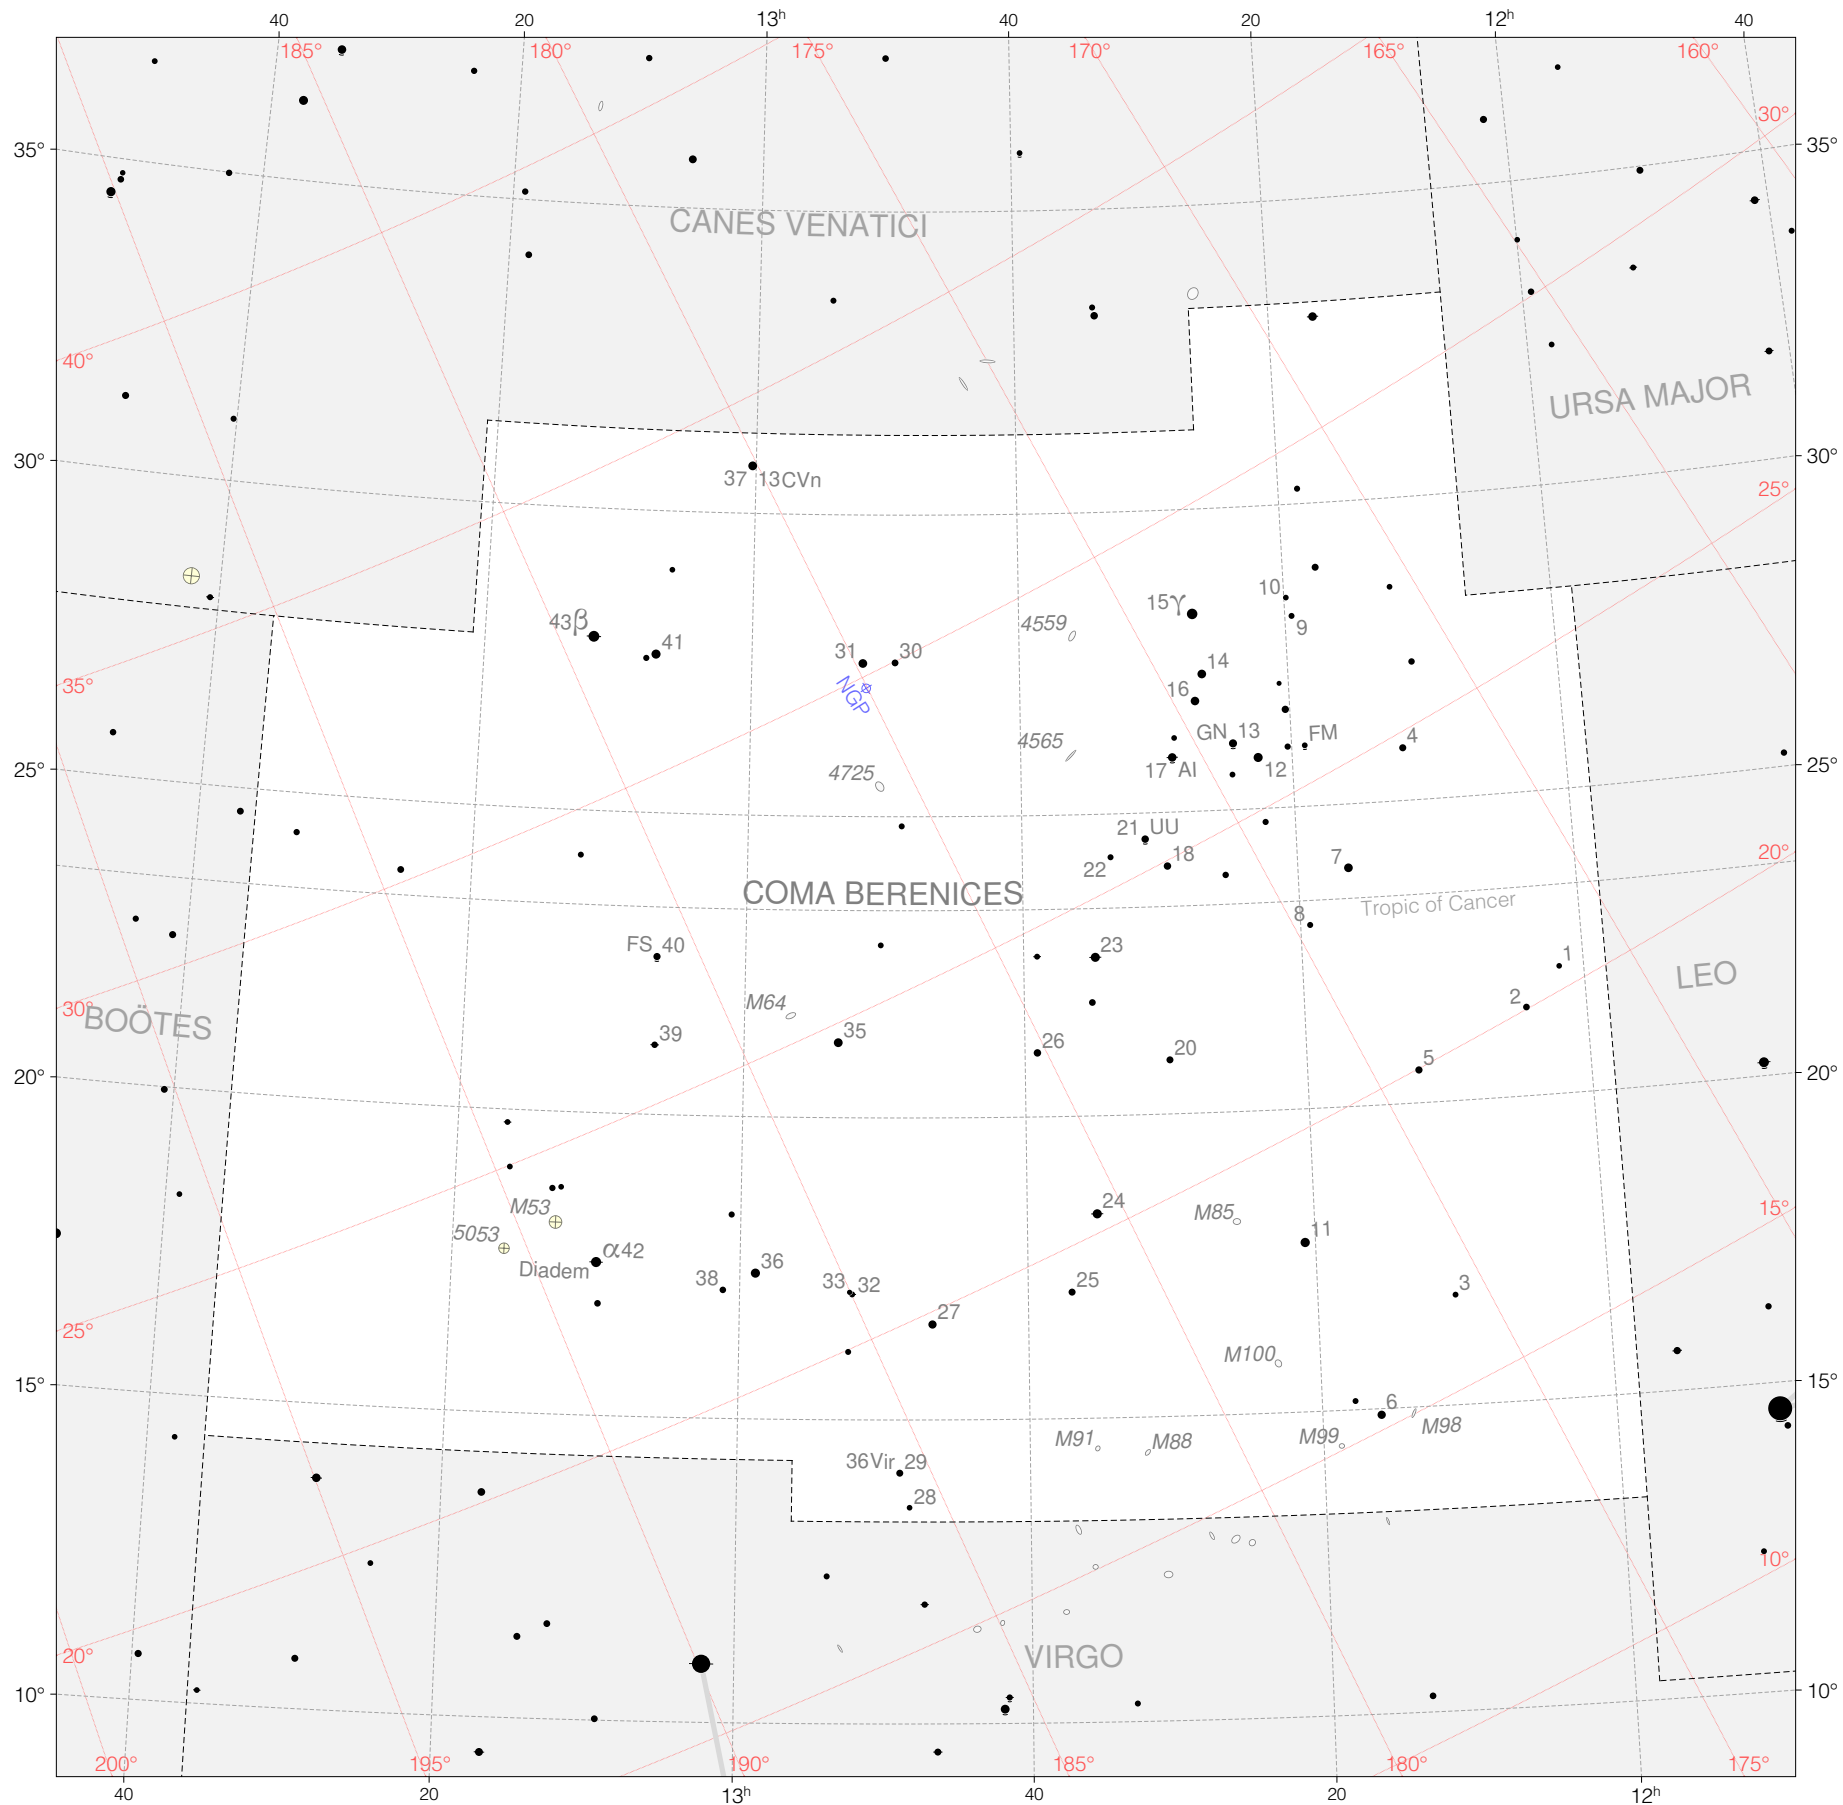 40 20 13h 40 20 12h 40
185° 180° 175° 170° 165° 160°
30°
35° 35°
CANES VENATICI
40°
URSA MAJOR
30° 30°
37 13CVn
25°
43β
41
31 30
NGP
4559
15γ
10
9
14
16
GN 13
FM
4
4565
17 AI
12
4725
35°
25° 25°
21 UU
22
18
7
20°
COMA BERENICES
Tropic of Cancer
8
FS 40
23
1
LEO
2
M64
30°
BOÖTES
39
35
26
20
5
20° 20°
M53
5053
α42
Diadem
24
M85
11
15°
36
38
33 32
25
3
27
25°
M100
15° 15°
6
M98
M99
M91
M88
36Vir 29
28
10°
VIRGO
20°
10° 10°
200° 195° 190° 185° 180° 175°
40 20 13h 40 20 12h